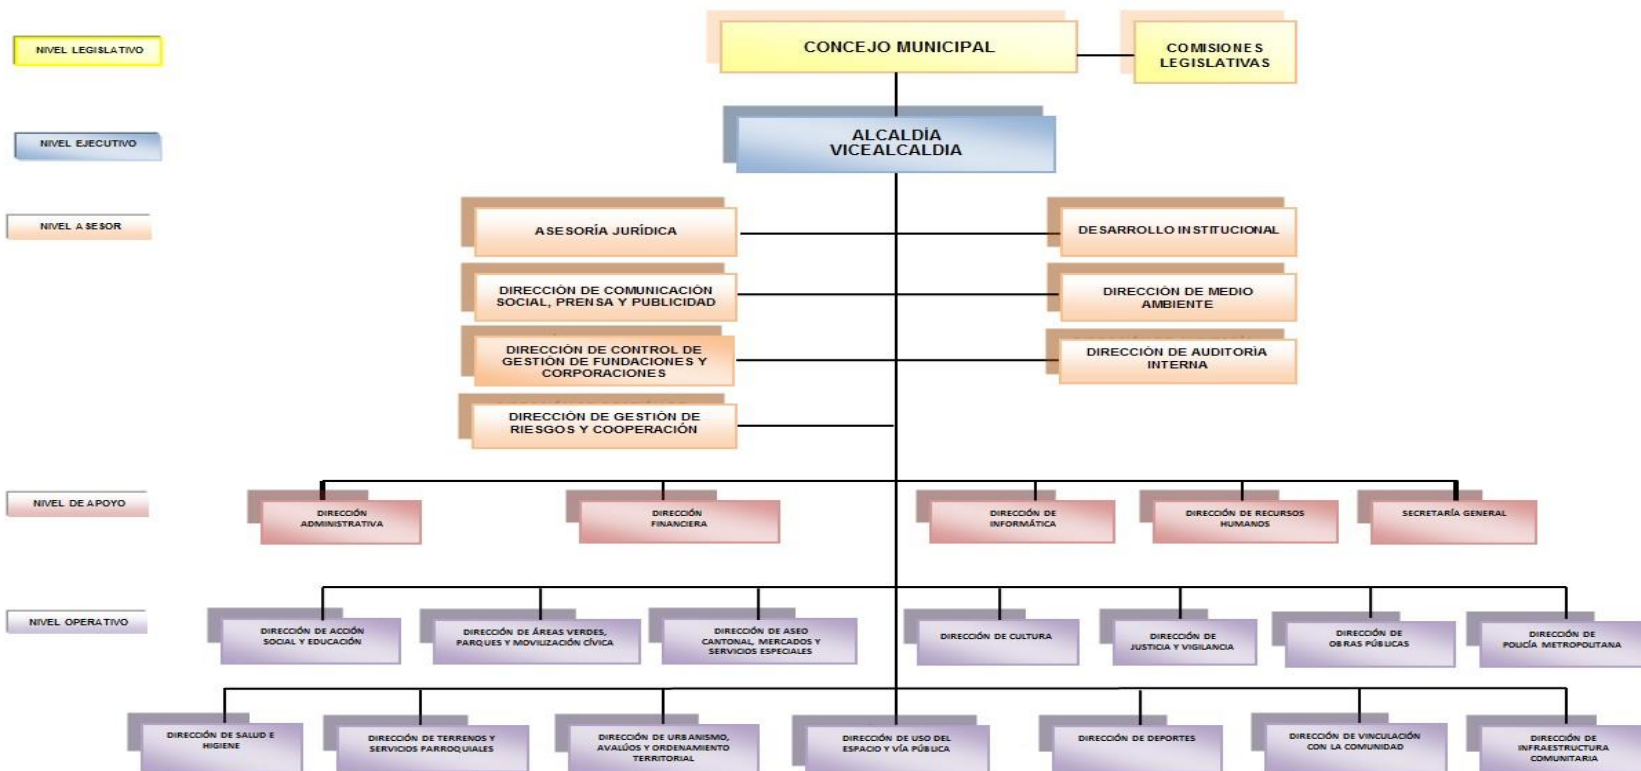 NIVEL LEGISLATIVO
CONCEJO MUNICIPAL
COMISIONES
LEGISLATIVAS
NIVEL EJECUTIVO
ALCALDÍA
VICEALCALDIA
NIVEL ASESOR
ASESORÍA JURÍDICA
DESARROLLO INSTITUCIONAL
DIRECCIÓN DE COMUNICACIÓN
SOCIAL, PRENSA Y PUBLICIDAD
DIRECCIÓN DE MEDIO
AMBIENTE
DIRECCIÓN DE CONTROL DE
GESTIÓN DE FUNDACIONES Y
CORPORACIONES
DIRECCIÓN DE AUDITORÌA
INTERNA
DIRECCIÓN DE GESTIÓN DE
RIESGOS Y COOPERACIÓN
NIVEL DE APOYO
DIRECCIÓN
ADMINISTRATIVA
DIRECCIÓN
FINANCIERA
DIRECCIÓN DE
INFORMÁTICA
DIRECCIÓN DE RECURSOS
HUMANOS
SECRETARÍA GENERAL
NIVEL OPERATIVO
DIRECCIÓN DE ACCIÓN
SOCIAL Y EDUCACIÓN
DIRECCIÓN DE ÁREAS VERDES,
PARQUES Y MOVILIZACIÓN CÍVICA
DIRECCIÓN DE ASEO
CANTONAL, MERCADOS Y
SERVICIOS ESPECIALES
DIRECCIÓN DE CULTURA
DIRECCIÓN DE
JUSTICIA Y VIGILANCIA
DIRECCIÓN DE
OBRAS PÚBLICAS
DIRECCIÓN DE
POLICÍA METROPOLITANA
DIRECCIÓN DE SALUD E
HIGIENE
DIRECCIÓN DE TERRENOS Y
SERVICIOS PARROQUIALES
DIRECCIÓN DE URBANISMO,
AVALÚOS Y ORDENAMIENTO
TERRITORIAL
DIRECCIÓN DE USO DEL
ESPACIO Y VÍA PÚBLICA
DIRECCIÓN DE DEPORTES
DIRECCIÓN DE VINCULACIÓN
CON LA COMUNIDAD
DIRECCIÓN DE
INFRAESTRUCTURA
COMUNITARIA